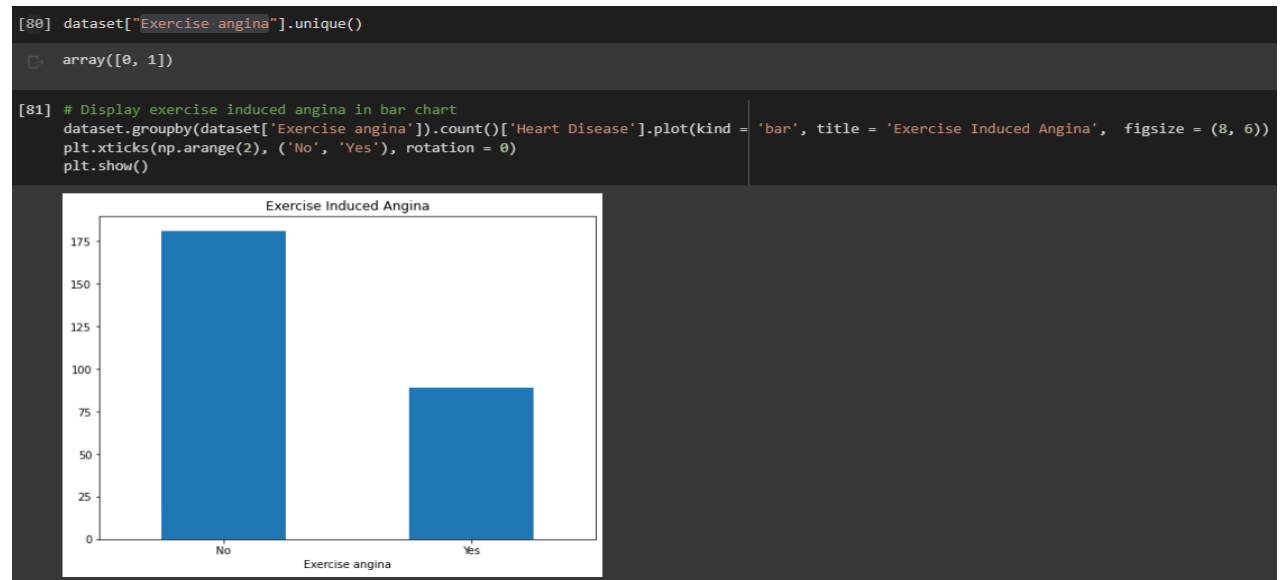 [80] dataset["Exercise angina"].unique()
array([0, 1])
[81] # Display exercise induced angina in bar chart
dataset.groupby(dataset['Exercise angina']).count()['Heart Disease'].plot(kind = 'bar', title = 'Exercise Induced Angina',  figsize = (8, 6))
plt.xticks(np.arange(2), ('No', 'Yes'), rotation = 0)
plt.show()
Exercise Induced Angina
175
150
125
100
75
50
25
0
No Yes
Exercise angina